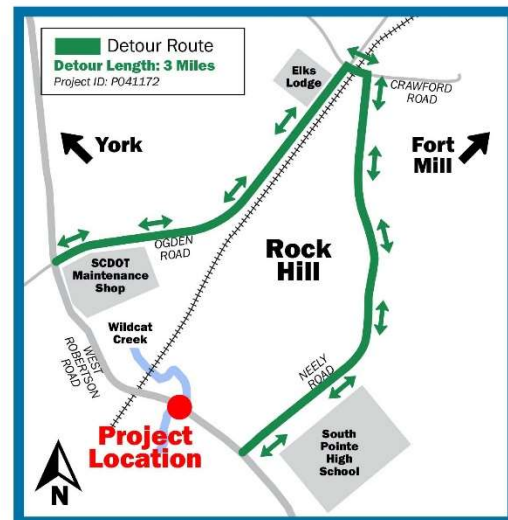 Detour Route
Detour Length: 3 Miles
Project ID: P041172
Elks
Lodge
CRAWFORD
ROAD
York
Fort
Mill
OGDEN
ROAD
SCDOT
Maintenance
Shop
Rock
Hill
Wildcat
Creek
WEST
ROBERTSON
ROAD
NEELY
ROAD
Project
Location
South
Pointe
High
School
N